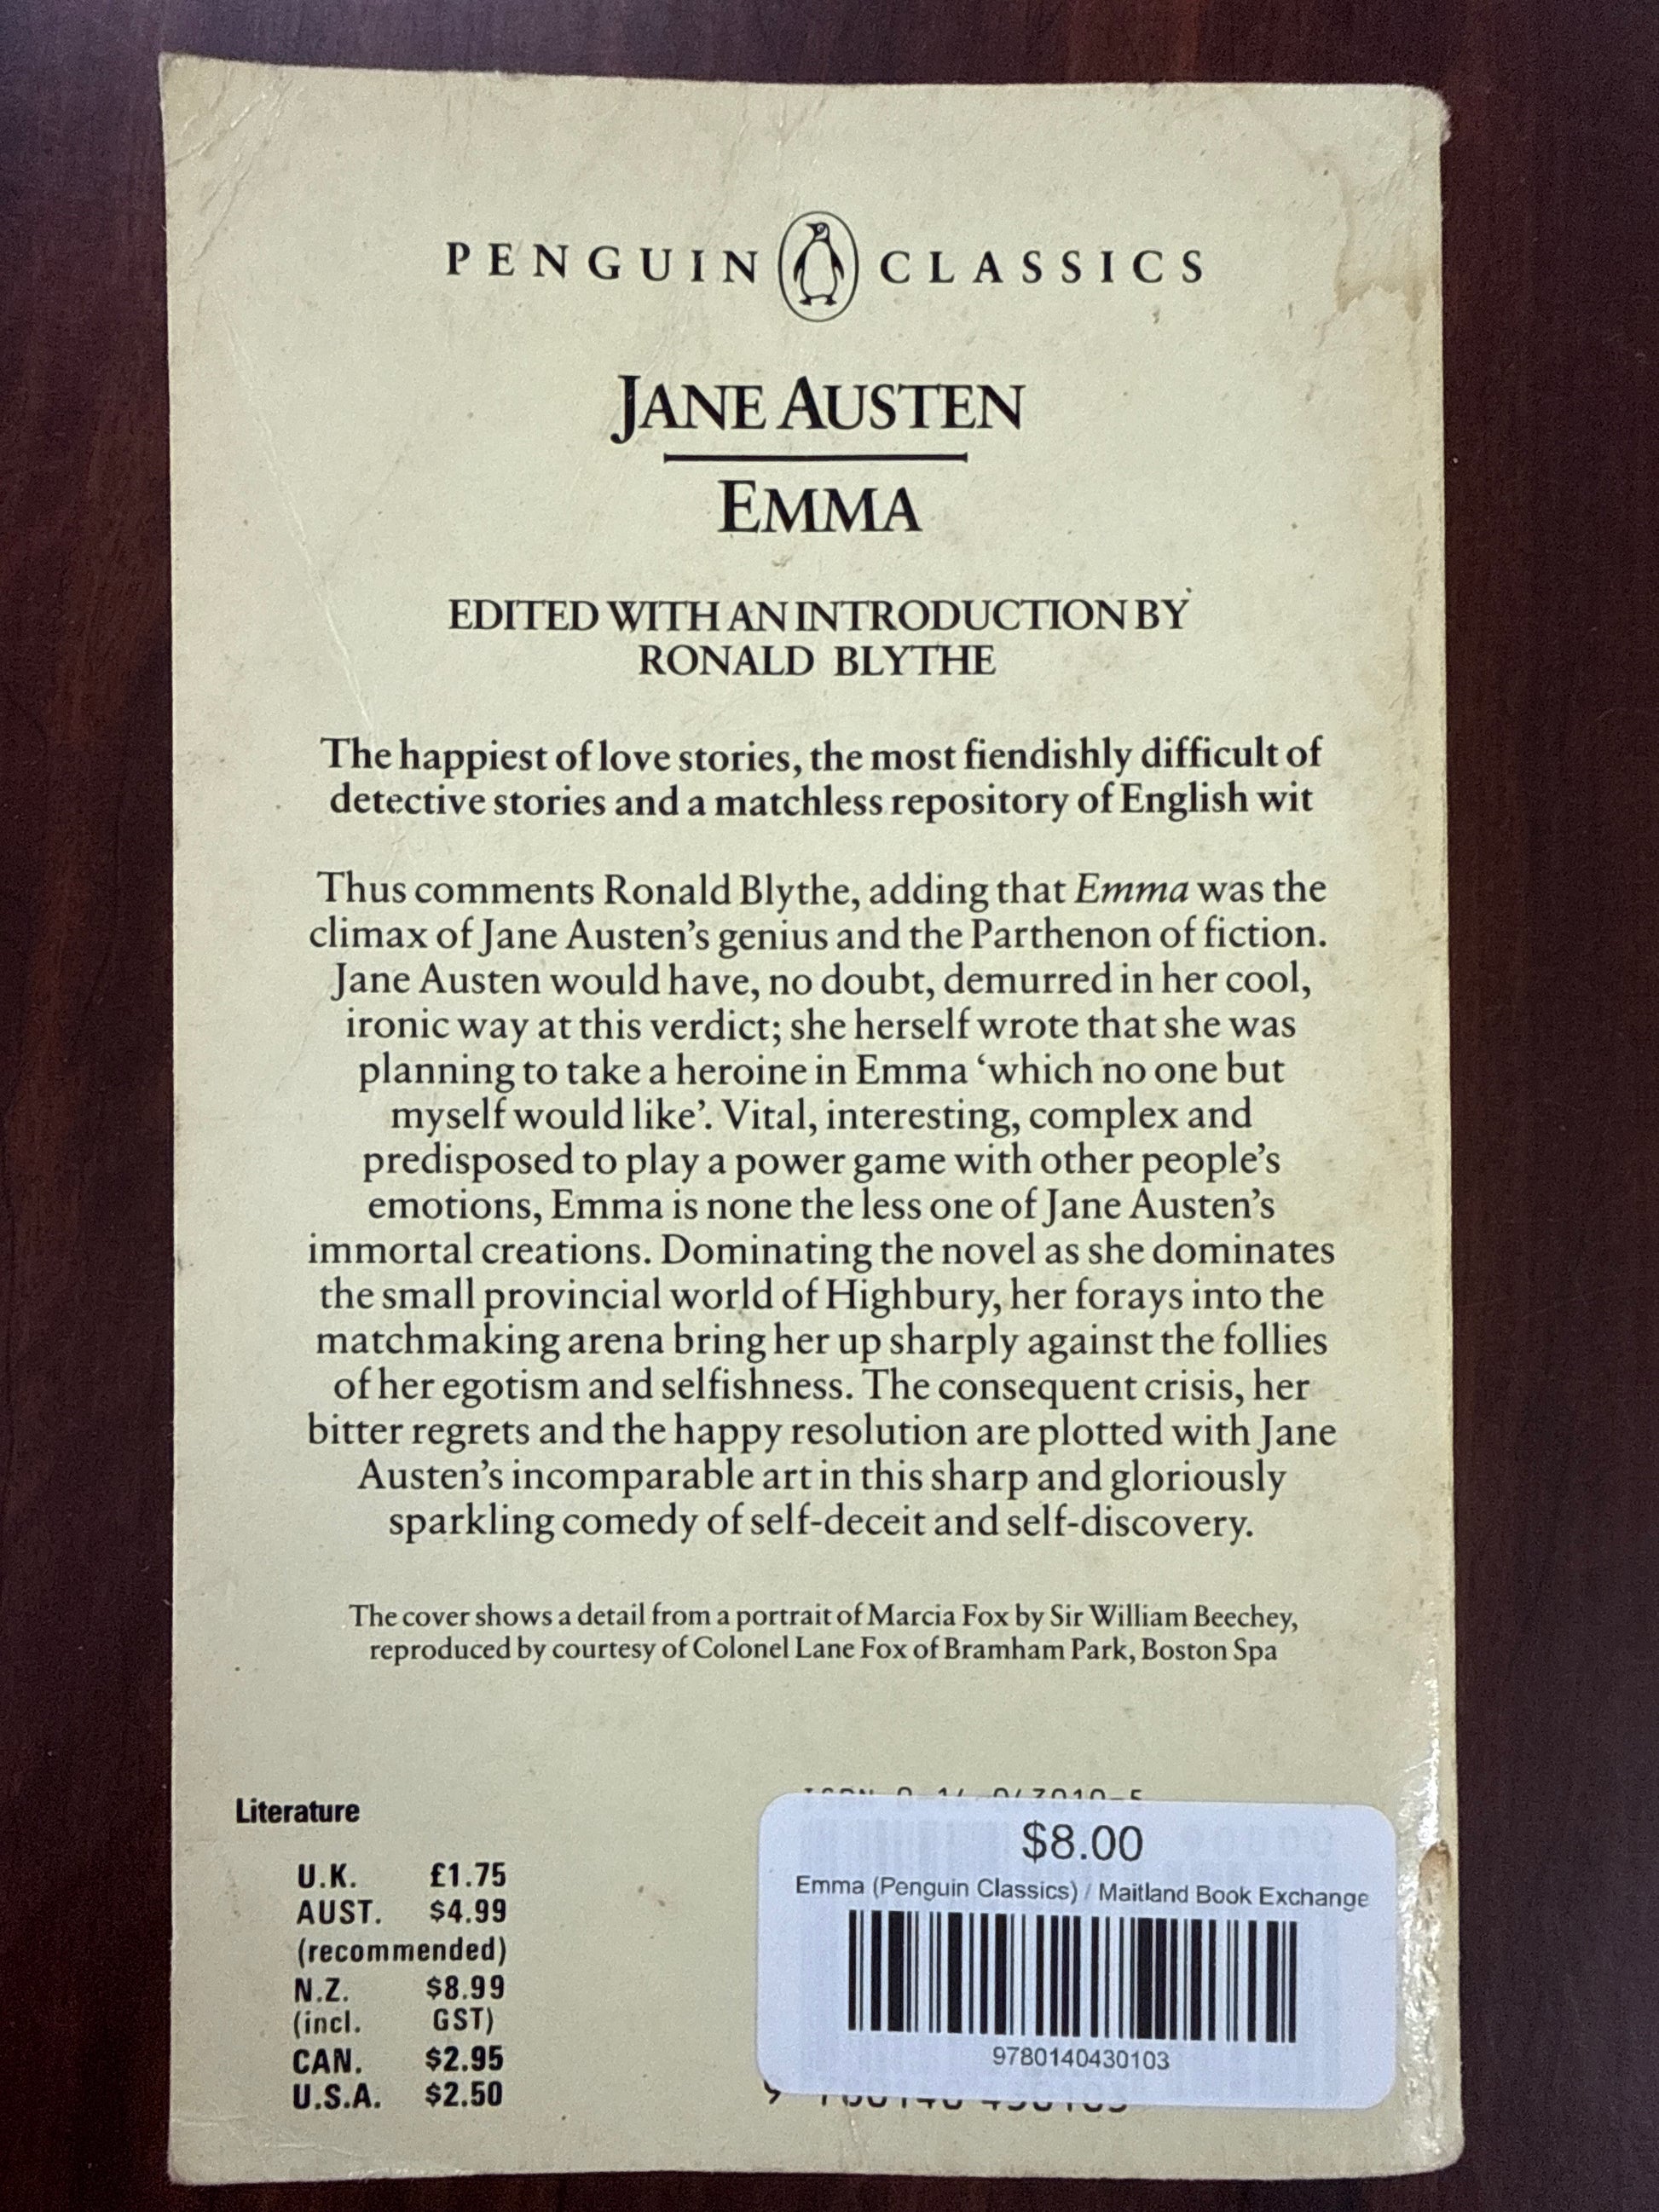 PENGUIN CLASSICS
JANE AUSTEN
EMMA
EDITED WITH AN INTRODUCTION BY
RONALD BLYTHE
The happiest of love stories, the most fiendishly difficult of
detective stories and a matchless repository of English wit
Thus comments Ronald Blythe, adding that Emma was the
climax of Jane Austen's genius and the Parthenon of fiction.
Jane Austen would have, no doubt, demurred in her cool,
ironic way at this verdict; she herself wrote that she was
planning to take a heroine in Emma ‘which no one but
myself would like’. Vital, interesting, complex and
predisposed to play a power game with other people's
emotions, Emma is none the less one of Jane Austen's
immortal creations. Dominating the novel as she dominates
the small provincial world of Highbury, her forays into the
matchmaking arena bring her up sharply against the follies
of her egotism and selfishness. The consequent crisis, her
bitter regrets and the happy resolution are plotted with Jane
Austen's incomparable art in this sharp and gloriously
sparkling comedy of self-deceit and self-discovery.
The cover shows a detail from a portrait of Marcia Fox by Sir William Beechey,
reproduced by courtesy of Colonel Lane Fox of Bramham Park, Boston Spa
Literature
U.K. £1.75
AUST. $4.99
(recommended)
N.Z. $8.99
(incl. GST)
CAN. $2.95
U.S.A. $2.50
$8.00
Emma (Penguin Classics) / Maitland Book Exchange
9780140430103